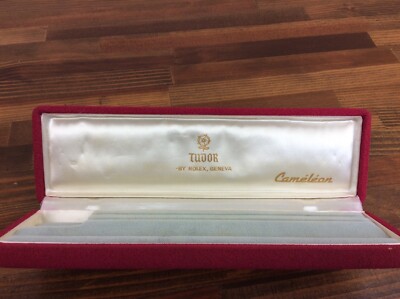 TUDOR
-BY ROLEX, GENEVA
Caméléon